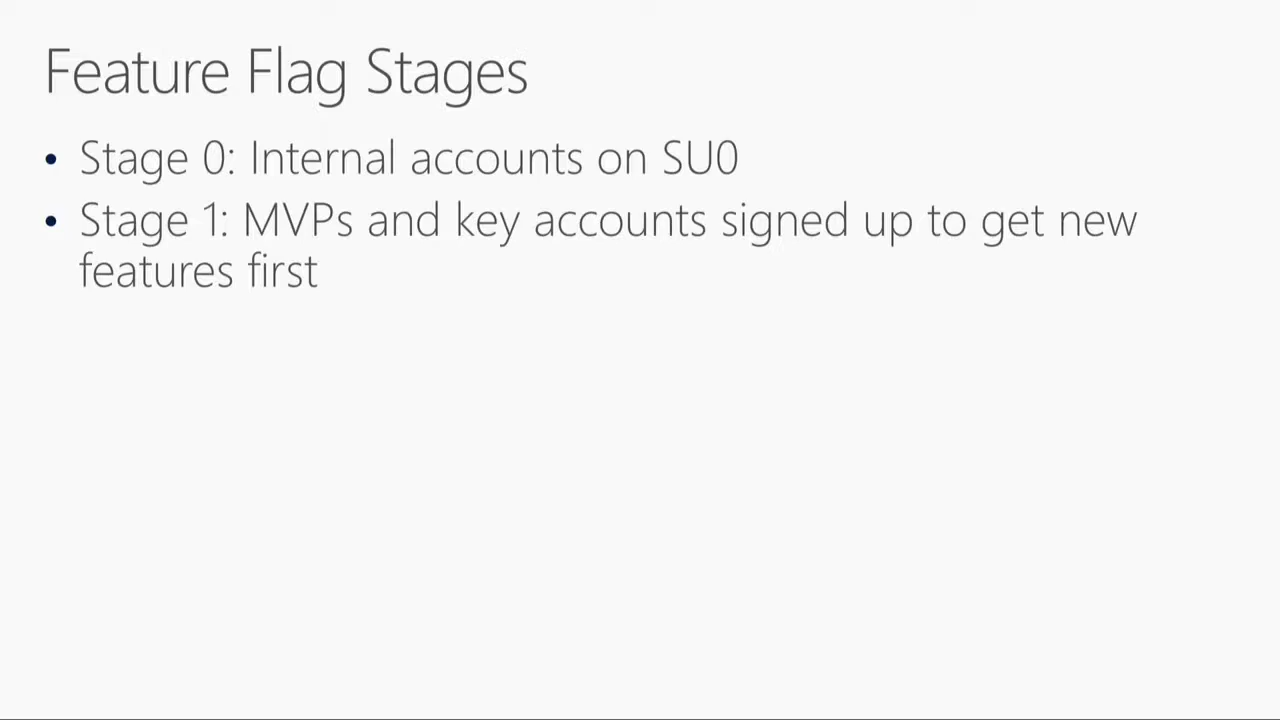 Feature Flag Stages
• Stage 0: Internal accounts on SU0
• Stage 1: MVPs and key accounts signed up to get new
features first